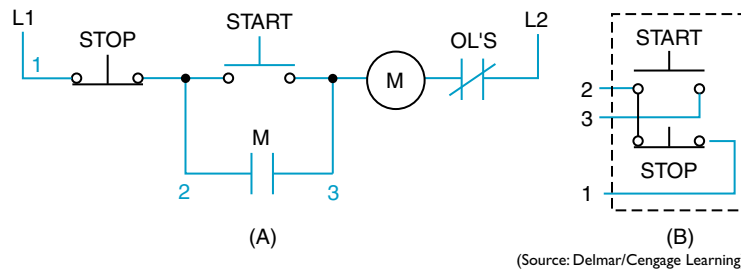 L1
STOP
START
OL'S
L2
1
M
M
2
3
(A)
START
2
3
STOP
1
(B)
(Source: Delmar/Cengage Learning